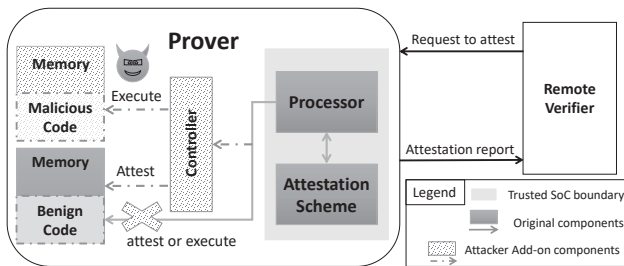 Prover
Memory
Malicious
Code
Memory
Benign
Code
Execute
Attest
attest or execute
Controller
Processor
Attestation
Scheme
Request to attest
Attestation report
Remote
Verifier
Legend
Trusted SoC boundary
Original components
Attacker Add-on components